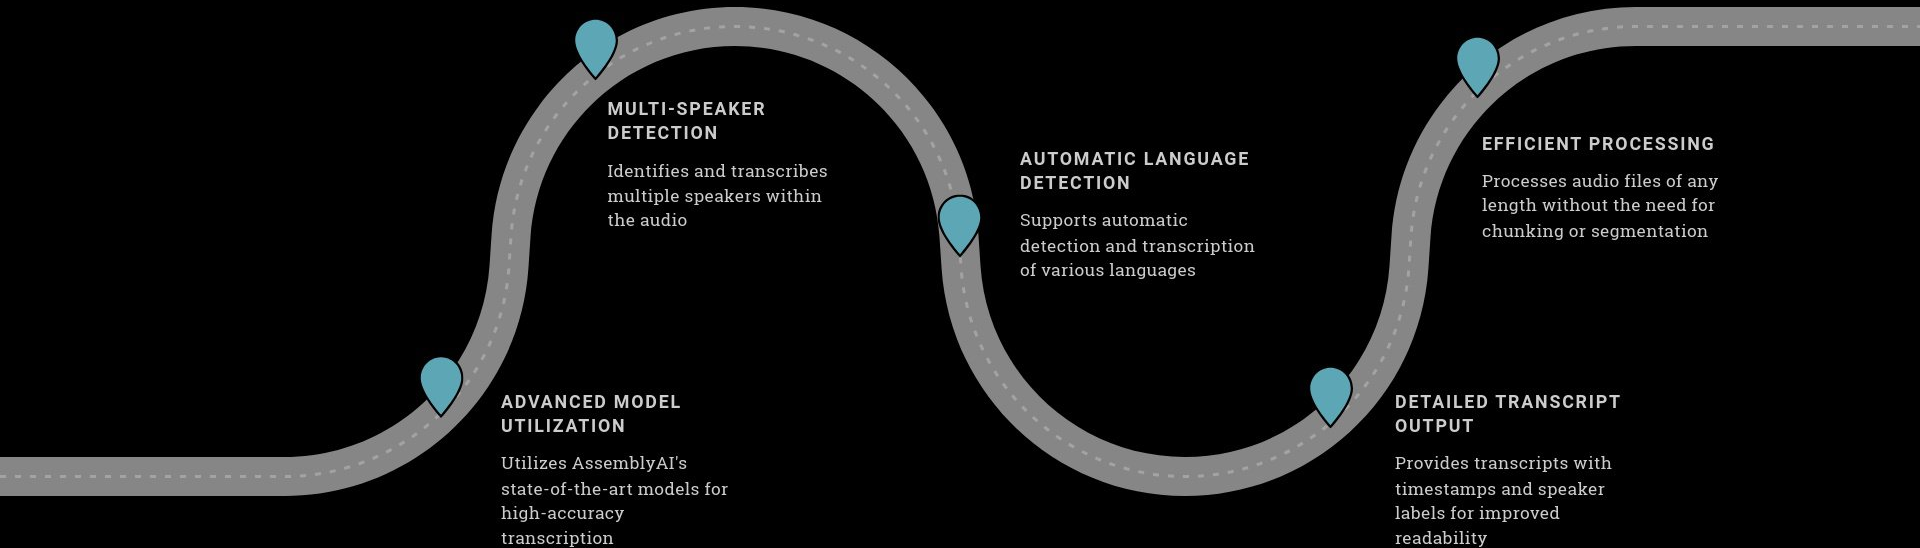 MULTI-SPEAKER
DETECTION
Identifies and transcribes
multiple speakers within
the audio
AUTOMATIC LANGUAGE
DETECTION
Supports automatic
detection and transcription
of various languages
EFFICIENT PROCESSING
Processes audio files of any
length without the need for
chunking or segmentation
ADVANCED MODEL
UTILIZATION
Utilizes AssemblyAI's
state-of-the-art models for
high-accuracy
transcription
DETAILED TRANSCRIPT
OUTPUT
Provides transcripts with
timestamps and speaker
labels for improved
readability